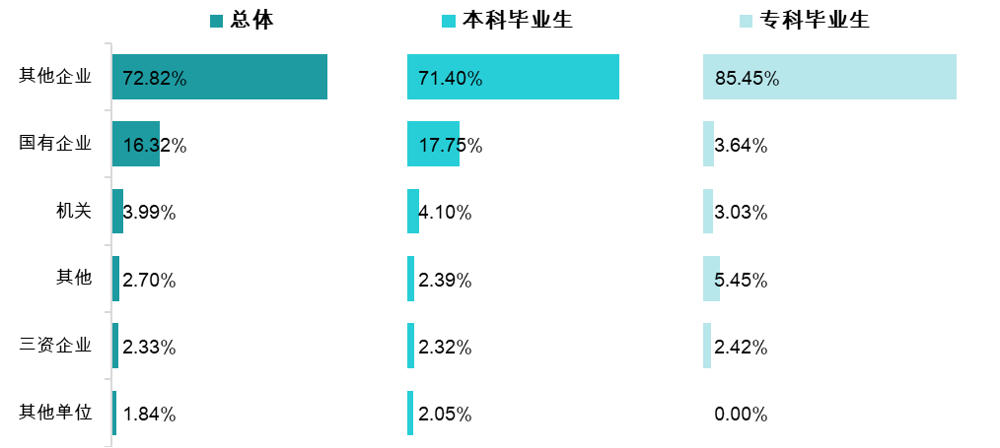 总体 本科毕业生 专科毕业生
其他企业 72.82% 71.40% 85.45%
国有企业 16.32% 17.75% 3.64%
机关 3.99% 4.10% 3.03%
其他 2.70% 2.39% 5.45%
三资企业 2.33% 2.32% 2.42%
其他单位 1.84% 2.05% 0.00%